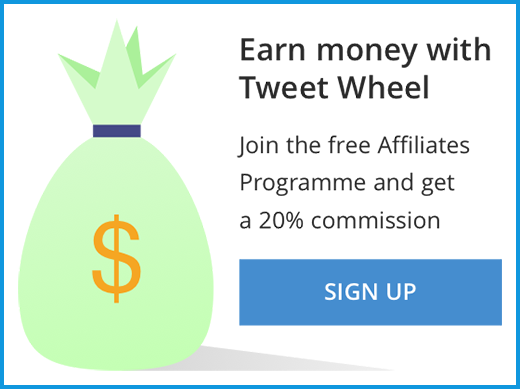 Earn money with
Tweet Wheel
Join the free Affiliates
Programme and get
a 20% commission
$
SIGN UP